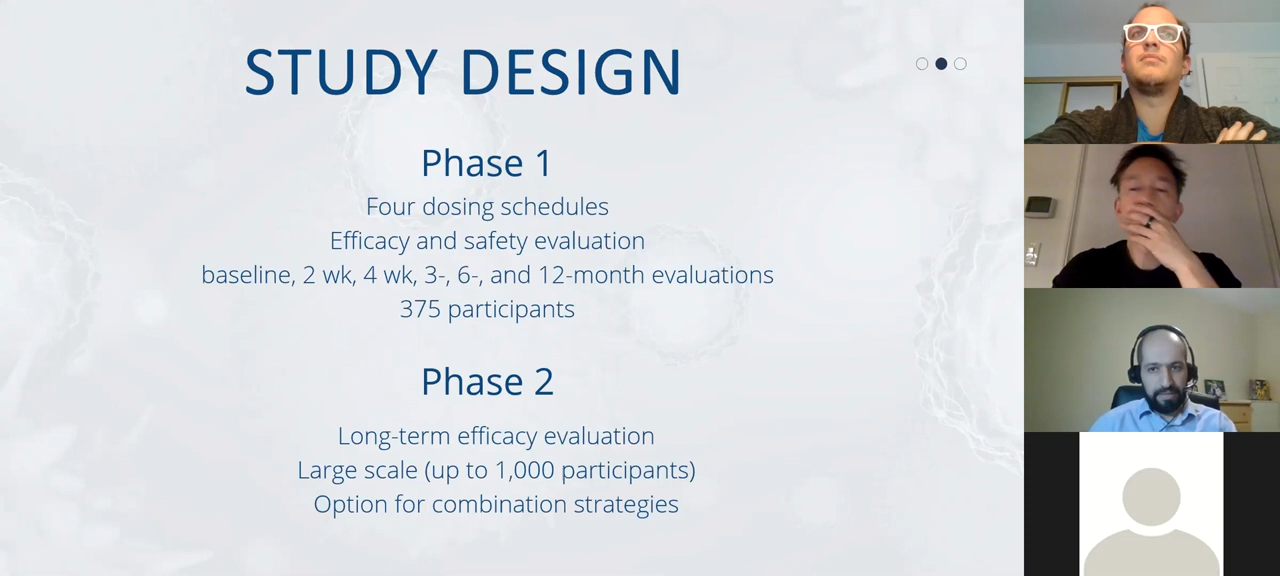 STUDY DESIGN
Phase 1
Four dosing schedules
Efficacy and safety evaluation
baseline, 2 wk, 4 wk, 3-, 6-, and 12-month evaluations
375 participants
Phase 2
Long-term efficacy evaluation
Large scale (up to 1,000 participants)
Option for combination strategies